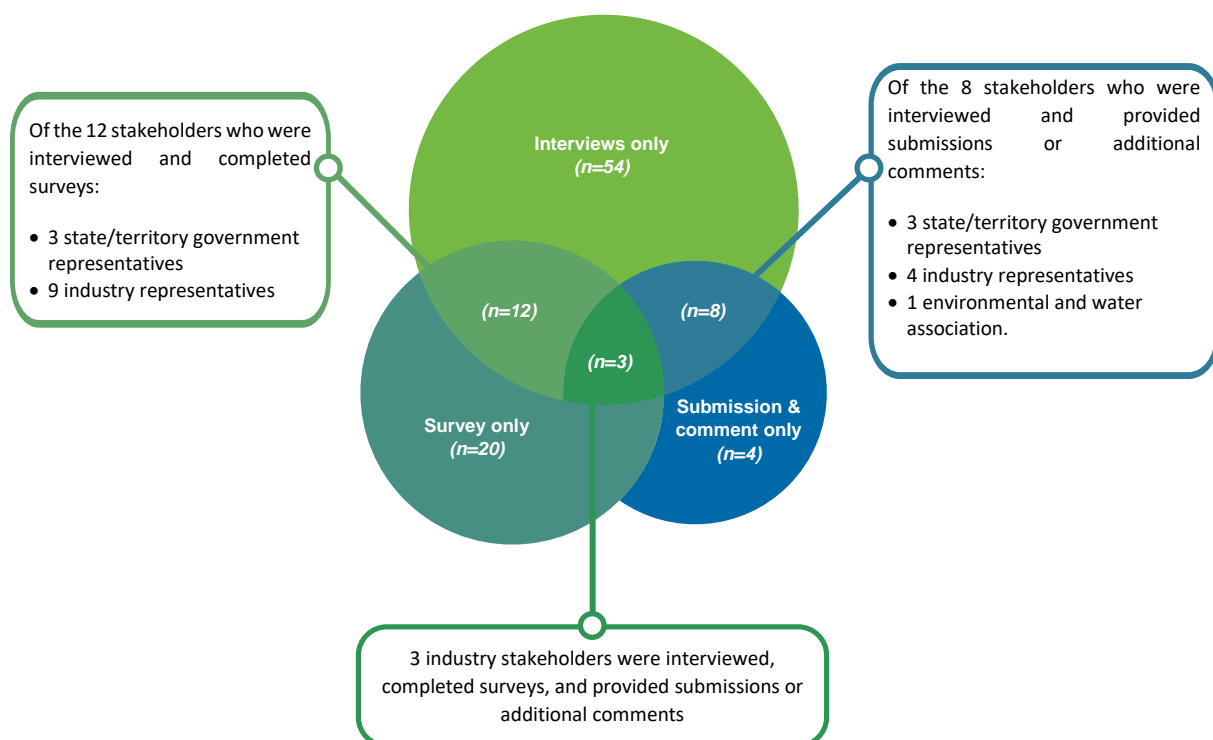 Of the 12 stakeholders who were
interviewed and completed
surveys:
• 3 state/territory government
representatives
• 9 industry representatives
Interviews only
(n=54)
Of the 8 stakeholders who were
interviewed and provided
submissions or additional
comments:
• 3 state/territory government
representatives
• 4 industry representatives
• 1 environmental and water
association.
(n=12)
(n=8)
(n=3)
Survey only
(n=20)
Submission &
comment only
(n=4)
3 industry stakeholders were interviewed,
completed surveys, and provided submissions or
additional comments